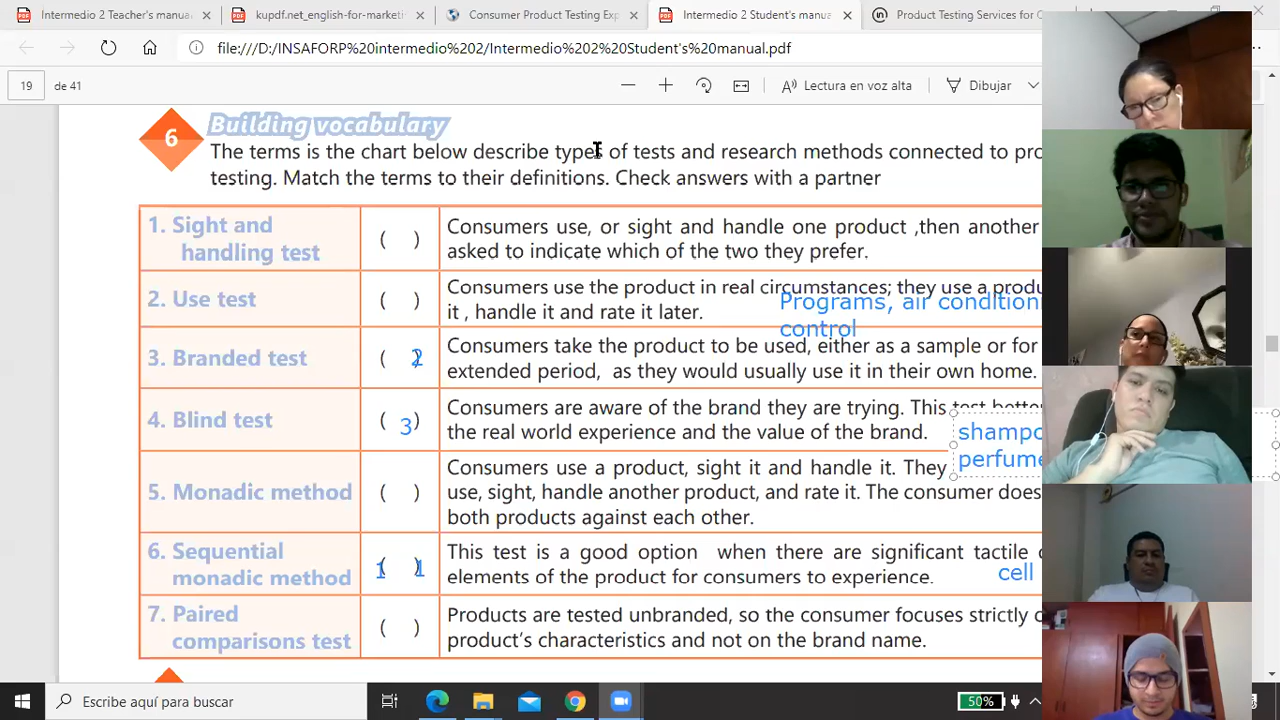 Intermedio 2 Teacher's manua
kupdf.net_english-for-marketi
Consumer Product Testing Exp
Intermedio 2 Student's manua
Product Testing Services for C
file:///D:/INSAFORP%20intermedio%202/Intermedio%202%20Student's%20manual.pdf
19 de 41
Lectura en voz alta
Dibujar
6
Building vocabulary
The terms is the chart below describe types of tests and research methods connected to pro
testing. Match the terms to their definitions. Check answers with a partner
1. Sight and
handling test
( )
Consumers use, or sight and handle one product ,then another
asked to indicate which of the two they prefer.
2. Use test
( )
Consumers use the product in real circumstances; they use a produ
it , handle it and rate it later.
Programs, air condition
control
3. Branded test
( 2)
Consumers take the product to be used, either as a sample or for
extended period, as they would usually use it in their own home.
4. Blind test
( 3)
Consumers are aware of the brand they are trying. This test better
the real world experience and the value of the brand.
shampo
perfume
5. Monadic method
( )
Consumers use a product, sight it and handle it. They
use, sight, handle another product, and rate it. The consumer does
both products against each other.
6. Sequential
monadic method
1( 1)
This test is a good option when there are significant tactile
elements of the product for consumers to experience.
cell
7. Paired
comparisons test
( )
Products are tested unbranded, so the consumer focuses strictly o
product's characteristics and not on the brand name.
Escribe aquí para buscar
50%